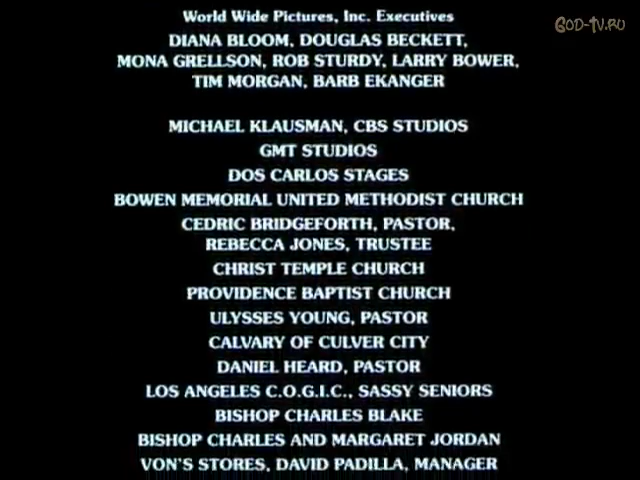 World Wide Pictures, Inc. Executives
GOD-TV.RU
DIANA BLOOM, DOUGLAS BECKETT,
MONA GRELLSON, ROB STURDY, LARRY BOWER,
TIM MORGAN, BARB EKANGER
MICHAEL KLAUSMAN, CBS STUDIOS
GMT STUDIOS
DOS CARLOS STAGES
BOWEN MEMORIAL UNITED METHODIST CHURCH
CEDRIC BRIDGEFORTH, PASTOR,
REBECCA JONES, TRUSTEE
CHRIST TEMPLE CHURCH
PROVIDENCE BAPTIST CHURCH
ULYSSES YOUNG, PASTOR
CALVARY OF CULVER CITY
DANIEL HEARD, PASTOR
LOS ANGELES C.O.G.I.C., SASSY SENIORS
BISHOP CHARLES BLAKE
BISHOP CHARLES AND MARGARET JORDAN
VON'S STORES, DAVID PADILLA, MANAGER